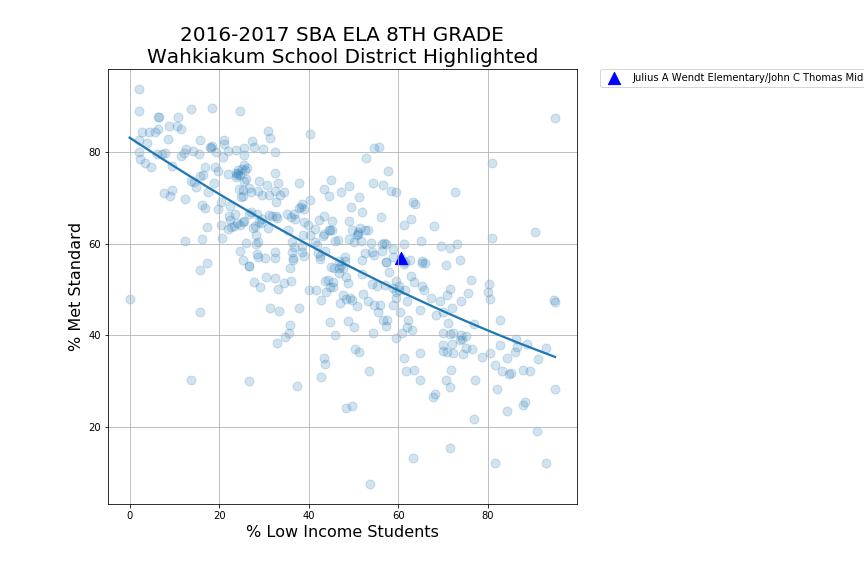 2016-2017 SBA ELA 8TH GRADE
Wahkiakum School District Highlighted
Julius A Wendt Elementary/John C Thomas Mid
% Met Standard
80
60
40
20
0
20
40
60
80
% Low Income Students